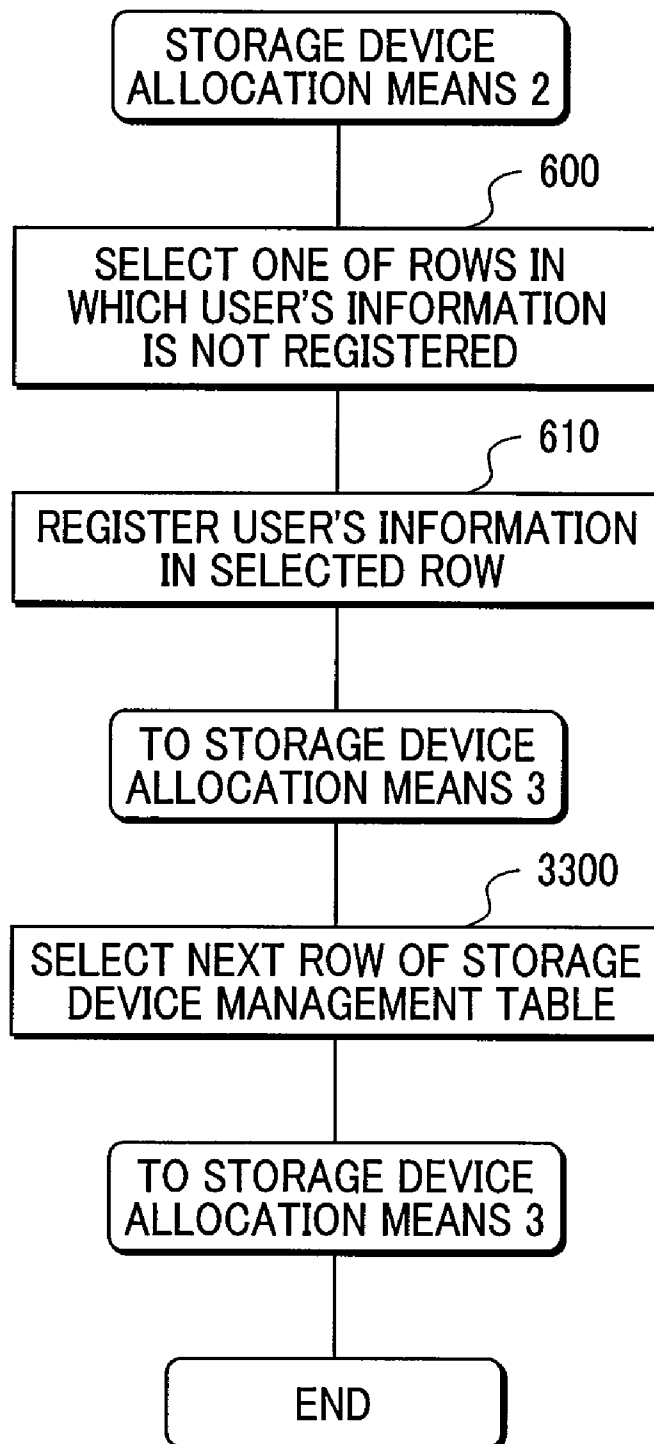 STORAGE DEVICE
ALLOCATION MEANS 2
600
SELECT ONE OF ROWS IN
WHICH USER'S INFORMATION
IS NOT REGISTERED
610
REGISTER USER'S INFORMATION
IN SELECTED ROW
TO STORAGE DEVICE
ALLOCATION MEANS 3
3300
SELECT NEXT ROW OF STORAGE
DEVICE MANAGEMENT TABLE
TO STORAGE DEVICE
ALLOCATION MEANS 3
END